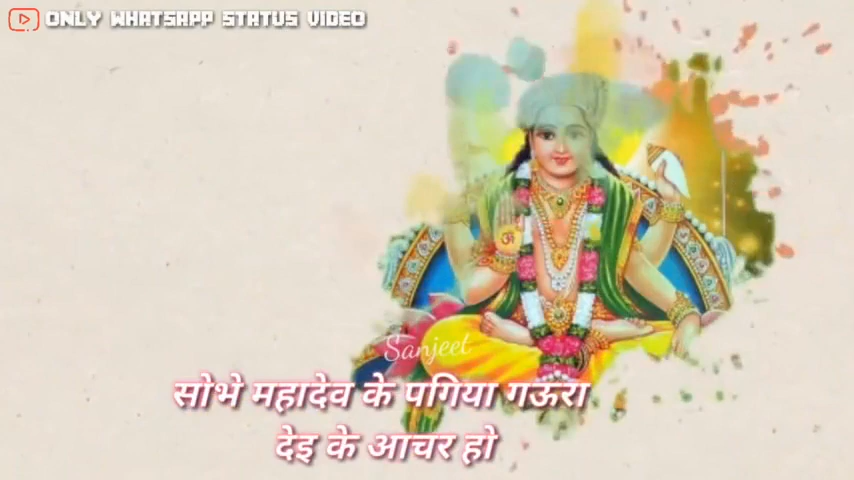 ONLY WHATSAPP STATUS VIDEO
ॐ
Sanjeet
सोभे महादेव के पगिया गऊरा
देइ के आचर हो